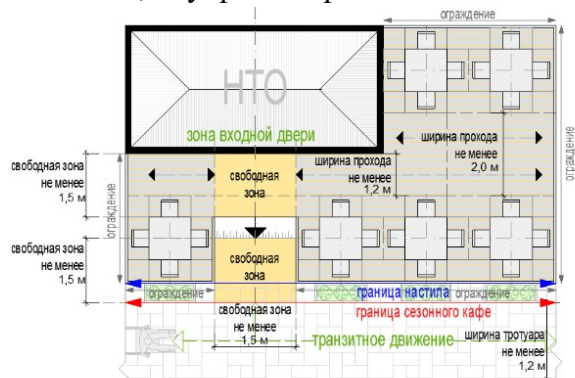 ограждение
НТО
зона входной двери
свободная зона
не менее
1,5 м
свободная
зона
ширина прохода
не менее
1,2 м
ширина прохода
не менее
2,0 м
ограждение
ограждение
свободная зона
не менее
1,5 м
свободная
зона
ограждение
граница настила
ограждение
граница сезонного кафе
свободная зона
не менее
1,5 м
транзитное движение
ширина тротуара
не менее
1,2 м